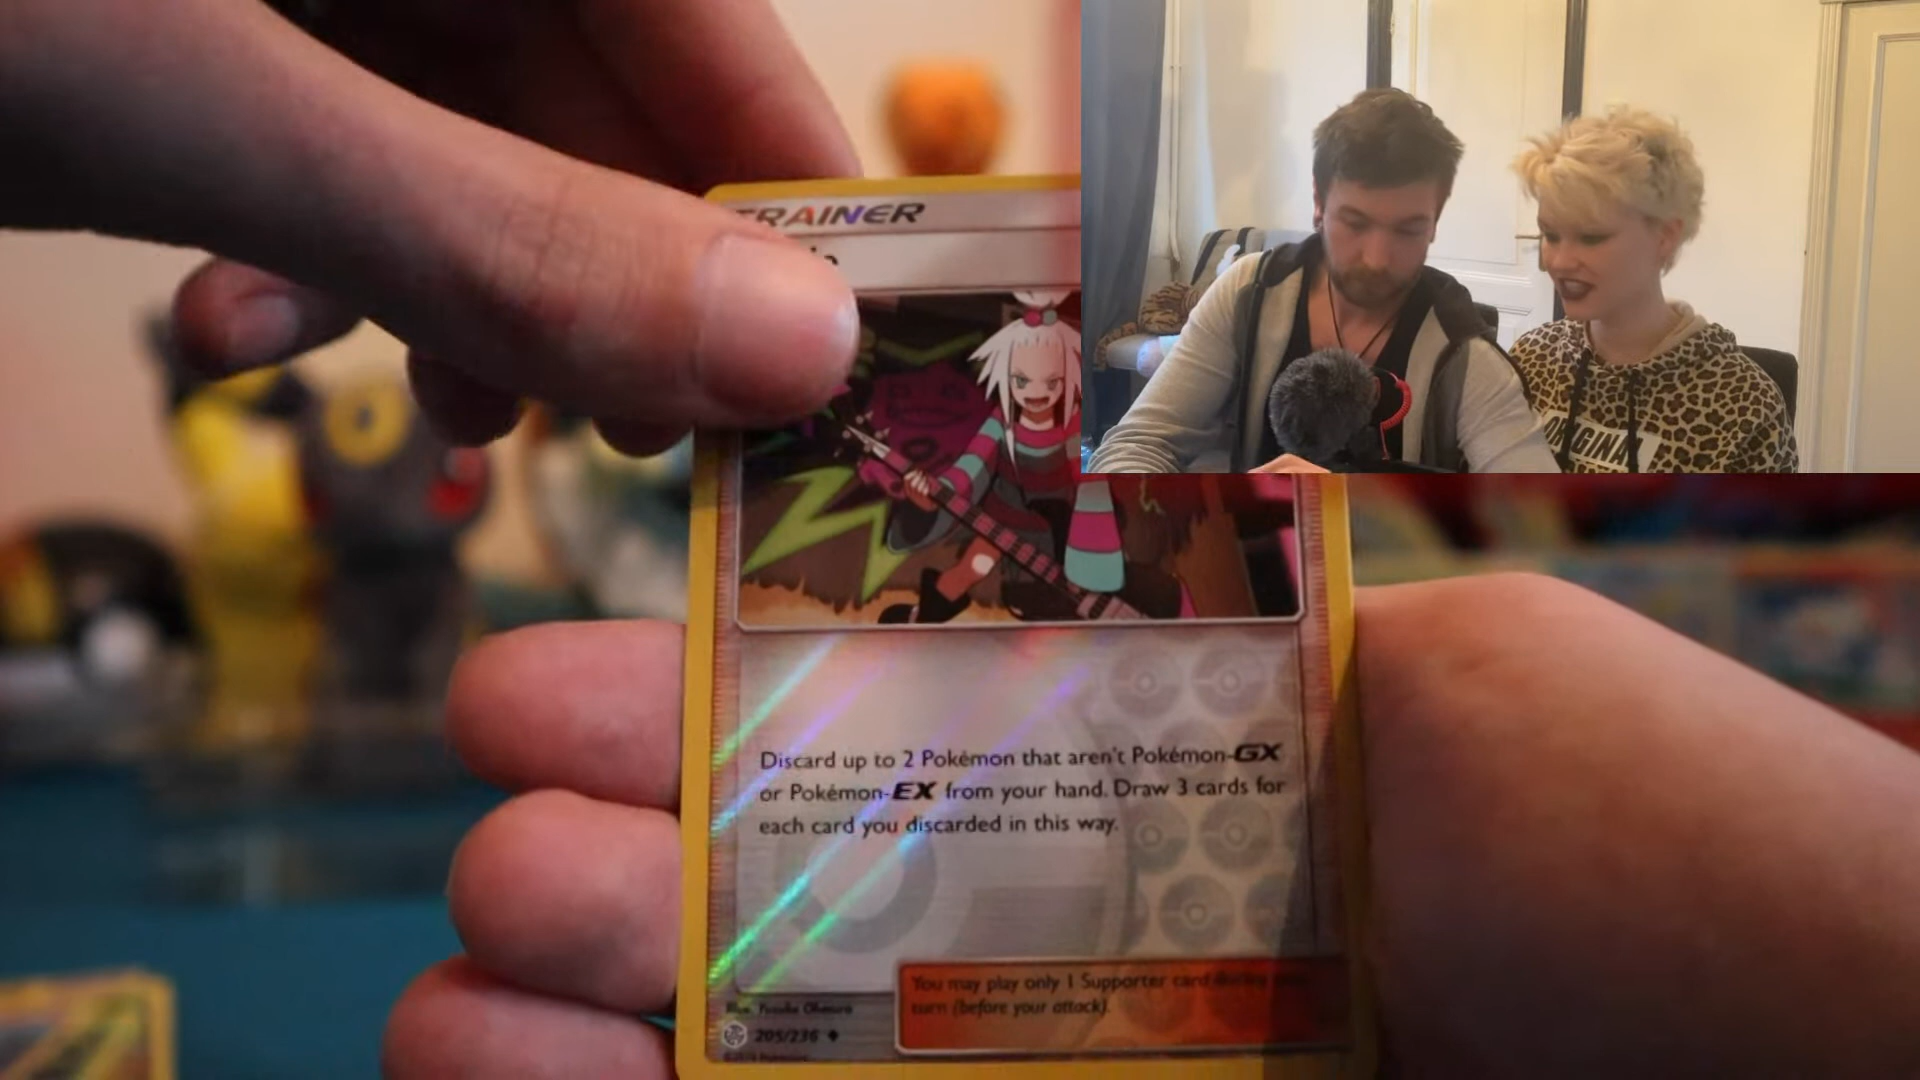 TRAINER
ORIGINAL
Discard up to 2 Pokémon that aren't Pokémon-GX
or Pokémon-EX from your hand. Draw 3 cards for
each card you discarded in this way.
You may play only 1 Supporter card
turn (before your attack).
205/236